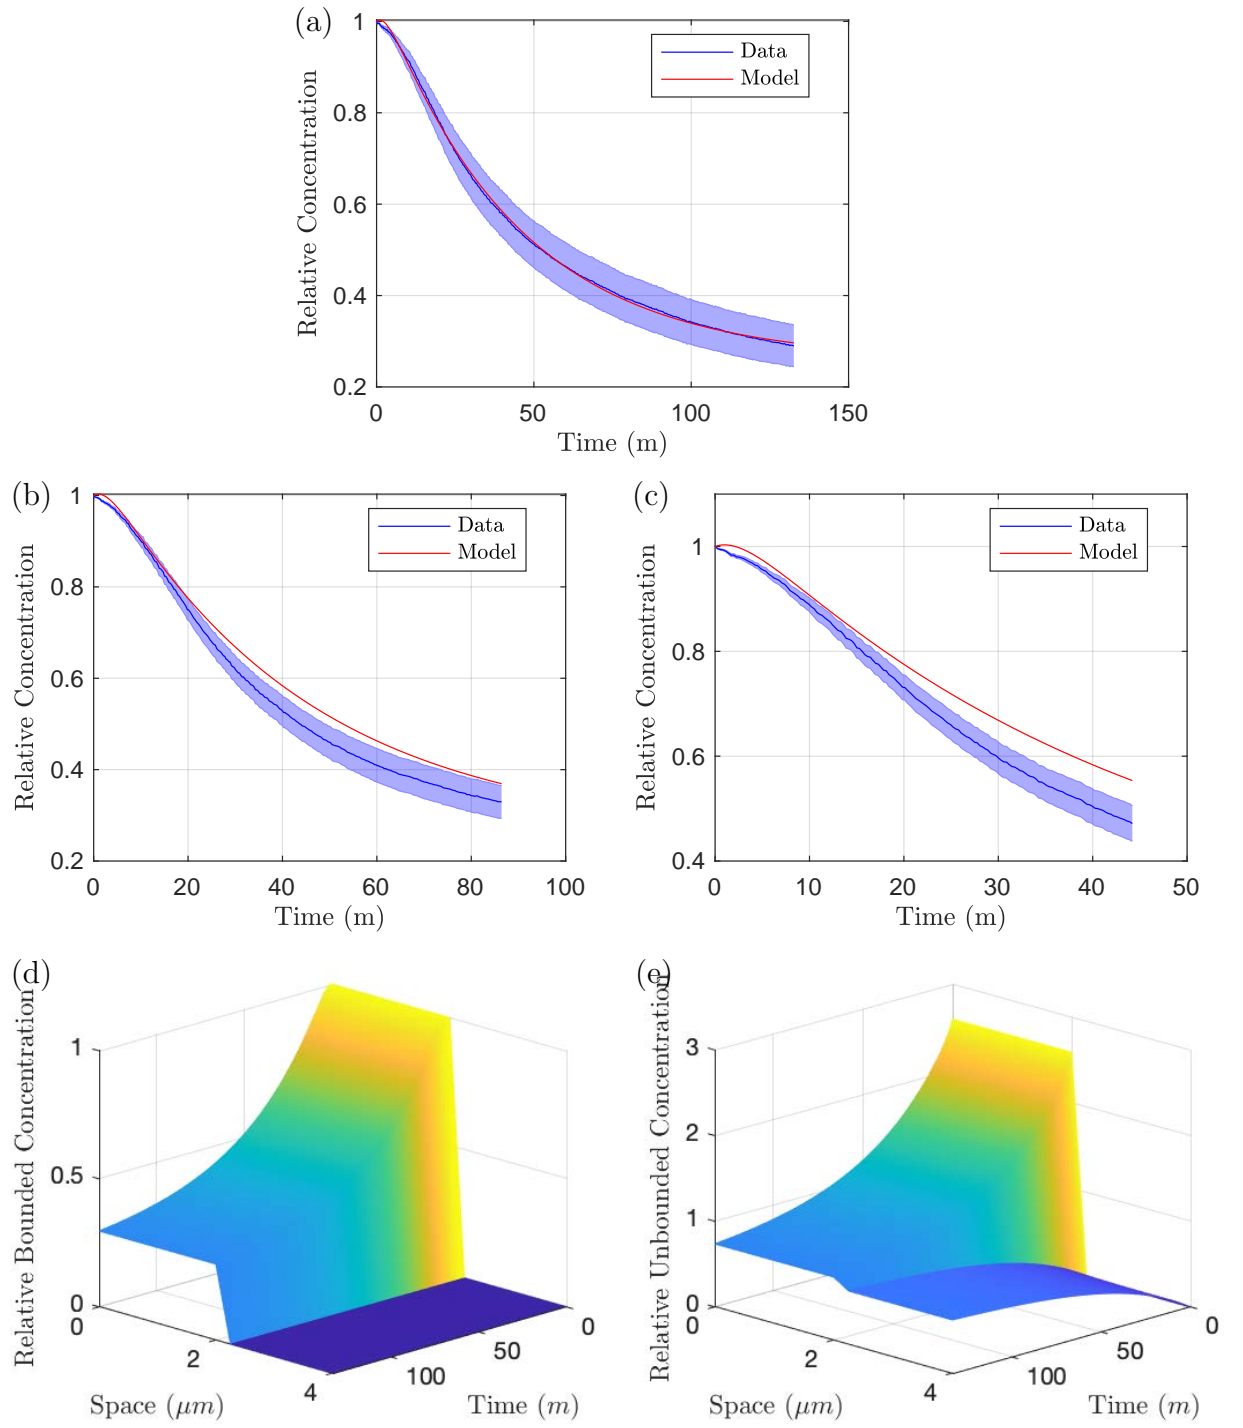 (a)
1
0.8
0.6
0.4
0.2
Relative Concentration
Data
Model
0 50 100 150
Time (m)
(b)
1
0.8
0.6
0.4
0.2
Relative Concentration
Data
Model
0 20 40 60 80 100
Time (m)
(c)
1
0.8
0.6
0.4
Relative Concentration
Data
Model
0 10 20 30 40 50
Time (m)
(d)
Relative Bounded Concentration
1
0.5
0
0
2
4
Space (μm)
100
50
0
Time (m)
(e)
Relative Unbounded Concentration
3
2
1
0
0
2
4
Space (μm)
100
50
0
Time (m)